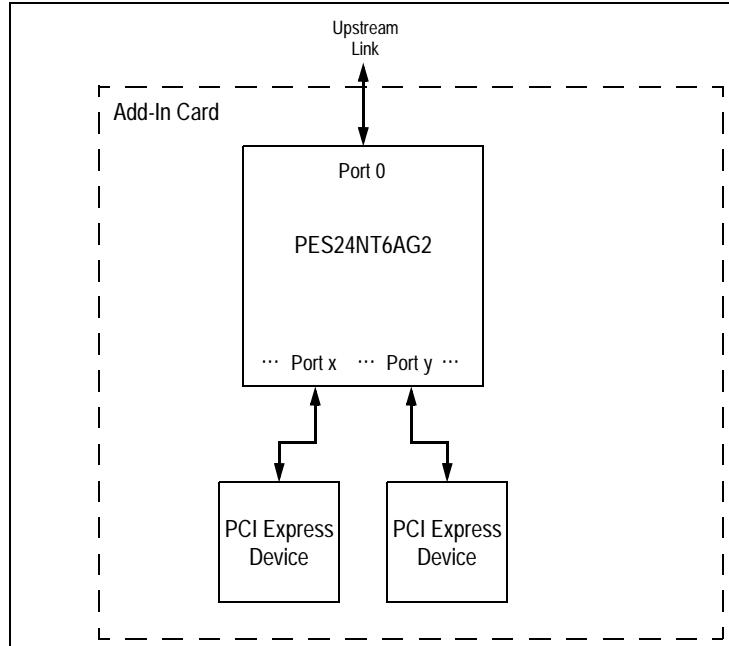 Upstream
Link
Add-In Card
Port 0
PES24NT6AG2
··· Port x ··· Port y ···
PCI Express
Device
PCI Express
Device